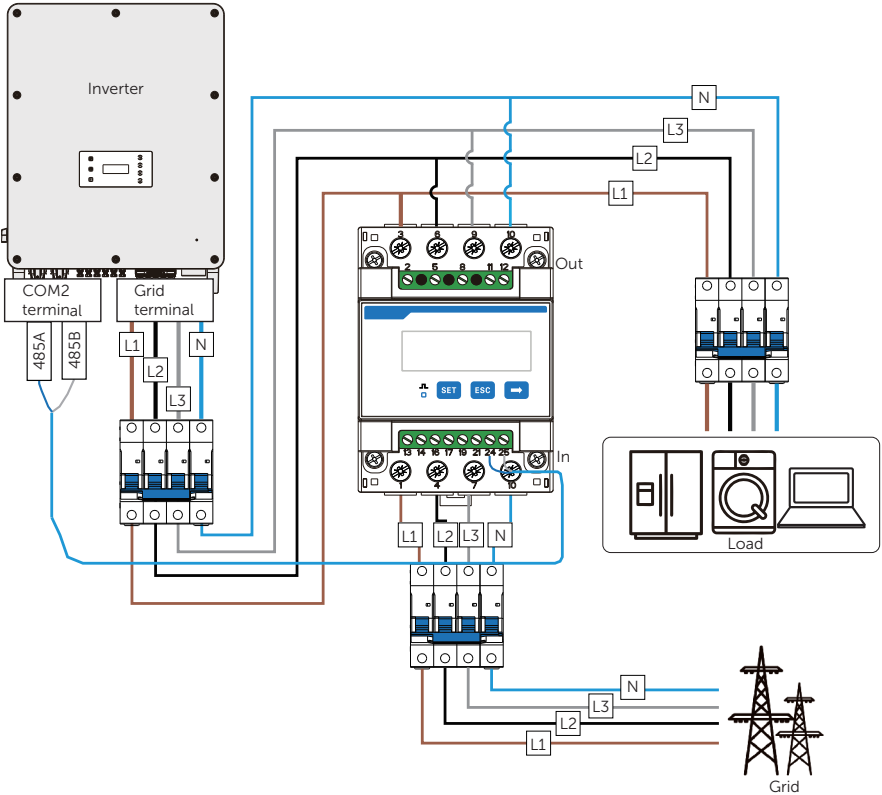 Inverter
N
L3
L2
L1
3
6
9
10
2
5
8
11
12
Out
COM2
terminal
Grid
terminal
485A
485B
L1
L2
L3
N
SET
ESC
13
14
16
17
19
21
24
25
In
1
4
7
10
L1
L2
L3
N
Load
N
L3
L2
L1
Grid